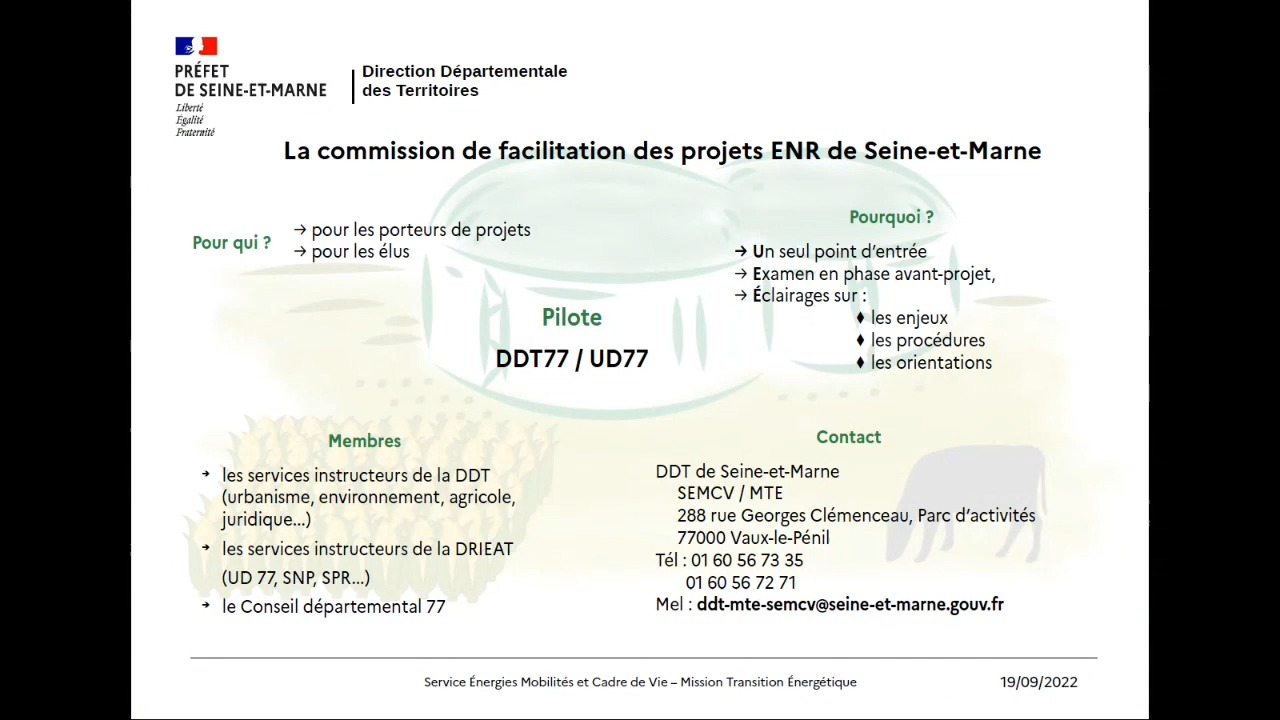 PRÉFET
DE SEINE-ET-MARNE
Liberté
Égalité
Fraternité
Direction Départementale
des Territoires
La commission de facilitation des projets ENR de Seine-et-Marne
Pour qui ?
→ pour les porteurs de projets
→ pour les élus
Pourquoi ?
→ Un seul point d’entrée
→ Examen en phase avant-projet,
→ Éclairages sur :
♦ les enjeux
♦ les procédures
♦ les orientations
Pilote
DDT77 / UD77
Membres
➔ les services instructeurs de la DDT
(urbanisme, environnement, agricole,
juridique...)
➔ les services instructeurs de la DRIEAT
(UD 77, SNP, SPR...)
➔ le Conseil départemental 77
Contact
DDT de Seine-et-Marne
SEMCV / MTE
288 rue Georges Clémenceau, Parc d’activités
77000 Vaux-le-Pénil
Tél : 01 60 56 73 35
01 60 56 72 71
Mel : ddt-mte-semcv@seine-et-marne.gouv.fr
Service Énergies Mobilités et Cadre de Vie – Mission Transition Énergétique
19/09/2022